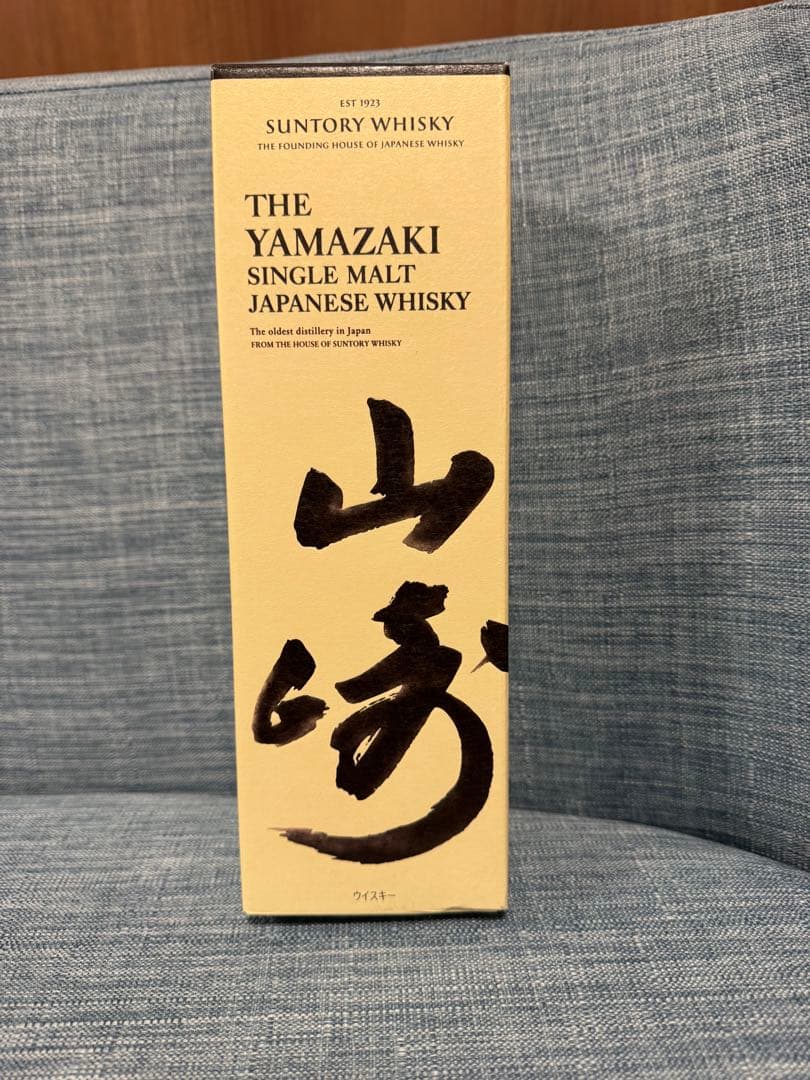 EST 1923
SUNTORY WHISKY
THE FOUNDING HOUSE OF JAPANESE WHISKY
THE
YAMAZAKI
SINGLE MALT
JAPANESE WHISKY
The oldest distillery in Japan
FROM THE HOUSE OF SUNTORY WHISKY
山
崎
ウイスキー